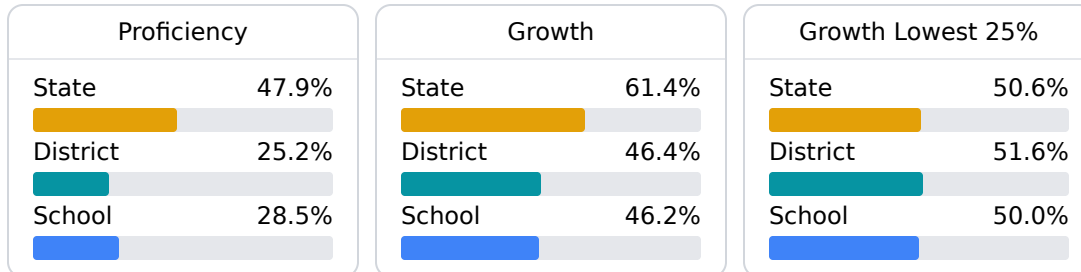 Proficiency
State 47.9%
District 25.2%
School 28.5%
Growth
State 61.4%
District 46.4%
School 46.2%
Growth Lowest 25%
State 50.6%
District 51.6%
School 50.0%